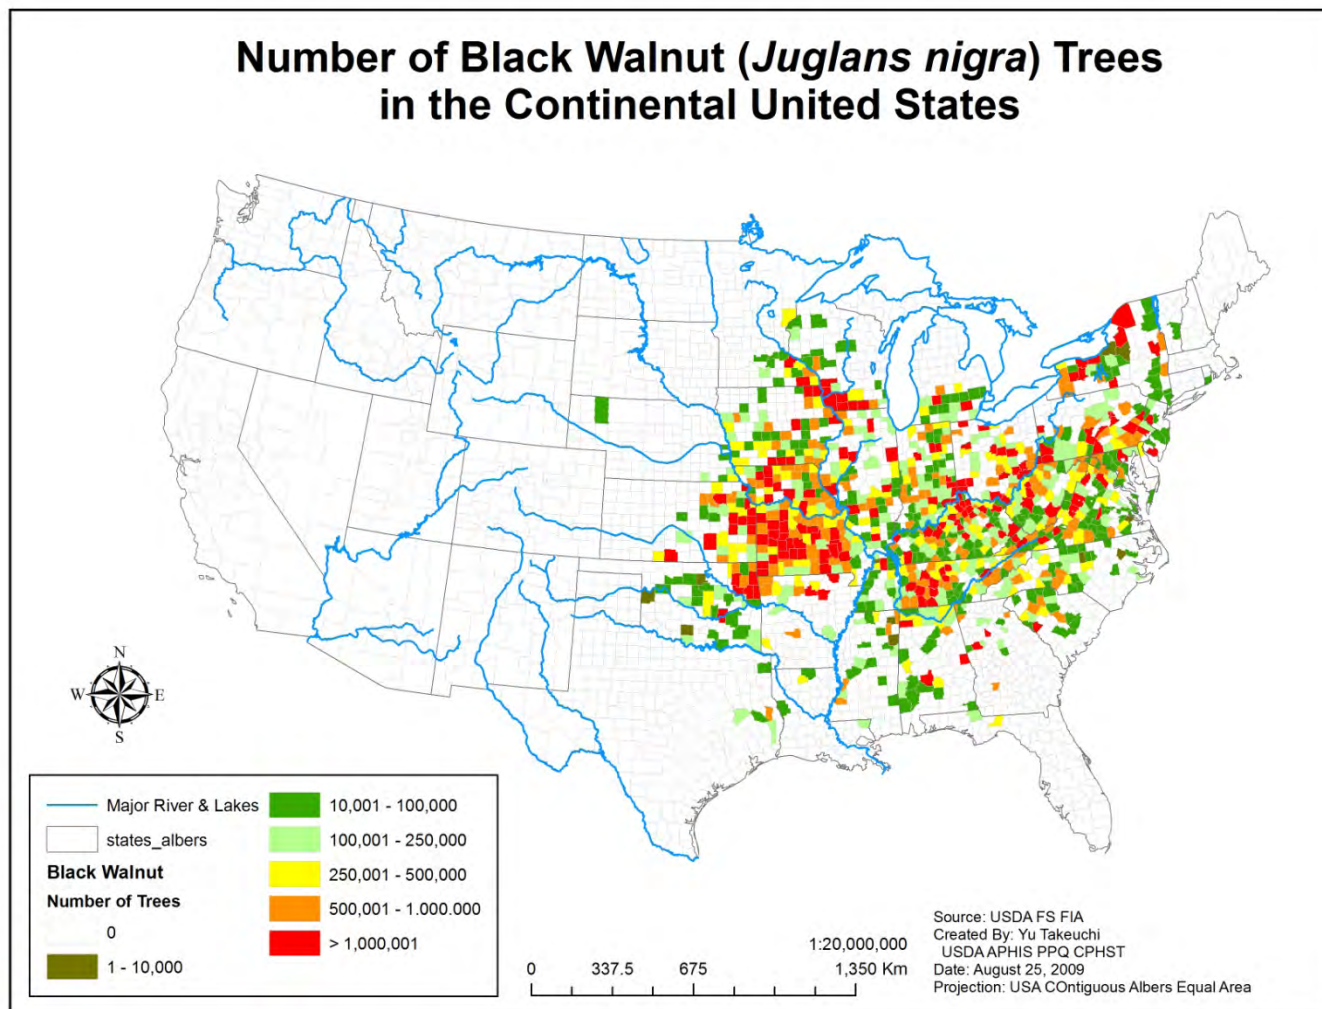 Number of Black Walnut (Juglans nigra) Trees
in the Continental United States
N
W
E
S
Major River & Lakes
states_albers
Black Walnut
Number of Trees
0
1 - 10,000
10,001 - 100,000
100,001 - 250,000
250,001 - 500,000
500,001 - 1.000.000
> 1,000,001
1:20,000,000
0 337.5 675 1,350 Km
Source: USDA FS FIA
Created By: Yu Takeuchi
USDA APHIS PPQ CPHST
Date: August 25, 2009
Projection: USA COntiguous Albers Equal Area